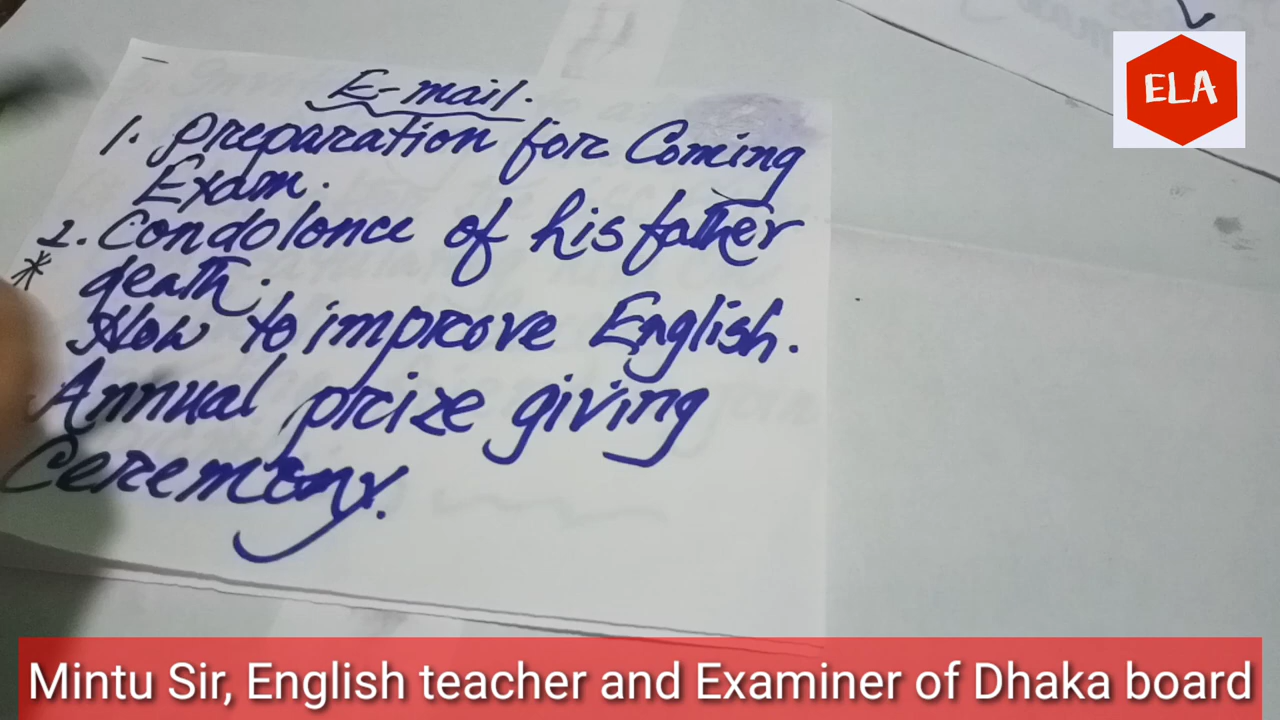 E-mail.
1. Preparation for Coming
Exam.
2. Condolonce of his father
* death.
How to improve English.
Annual prize giving
Ceremony.
ELA
Mintu Sir, English teacher and Examiner of Dhaka board